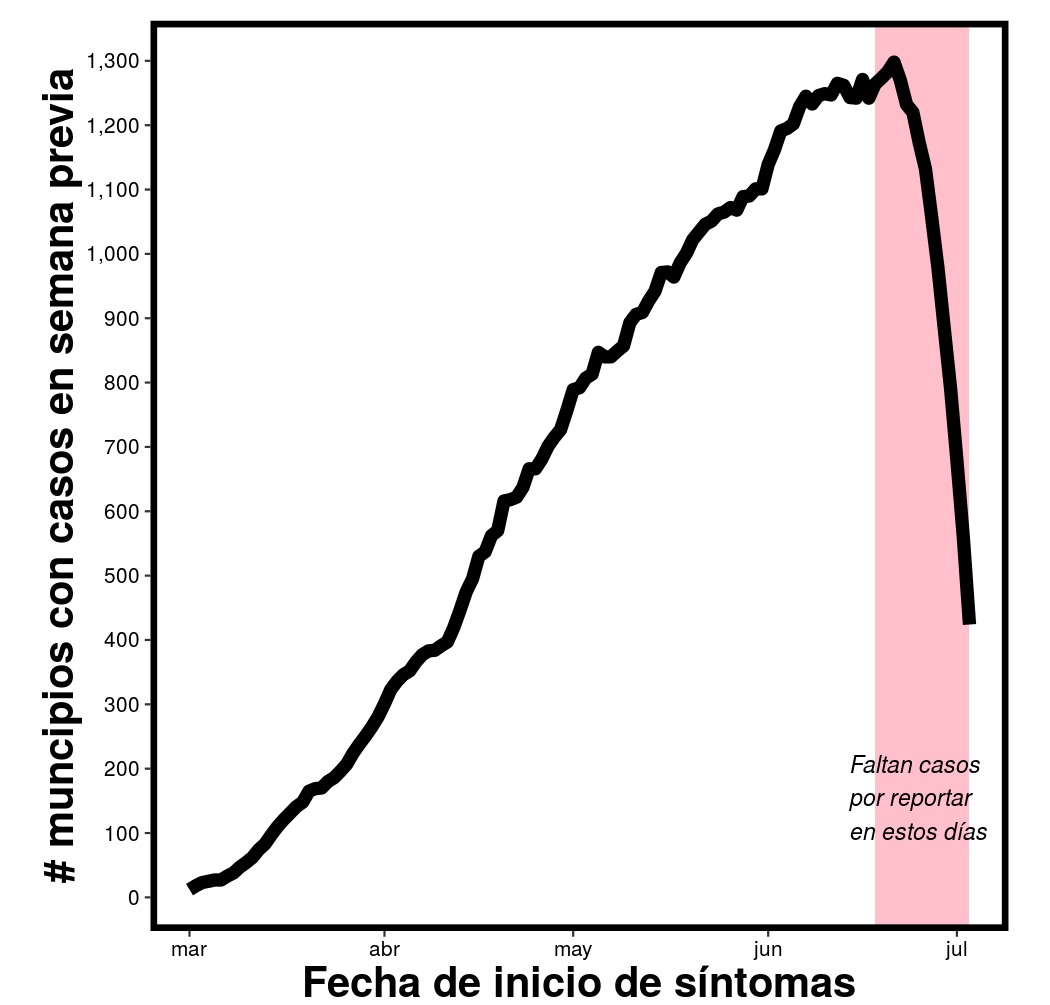 # muncipios con casos en semana previa
1,300
1,200
1,100
1,000
900
800
700
600
500
400
300
200
100
0
Faltan casos
por reportar
en estos días
mar
abr
may
jun
jul
Fecha de inicio de síntomas